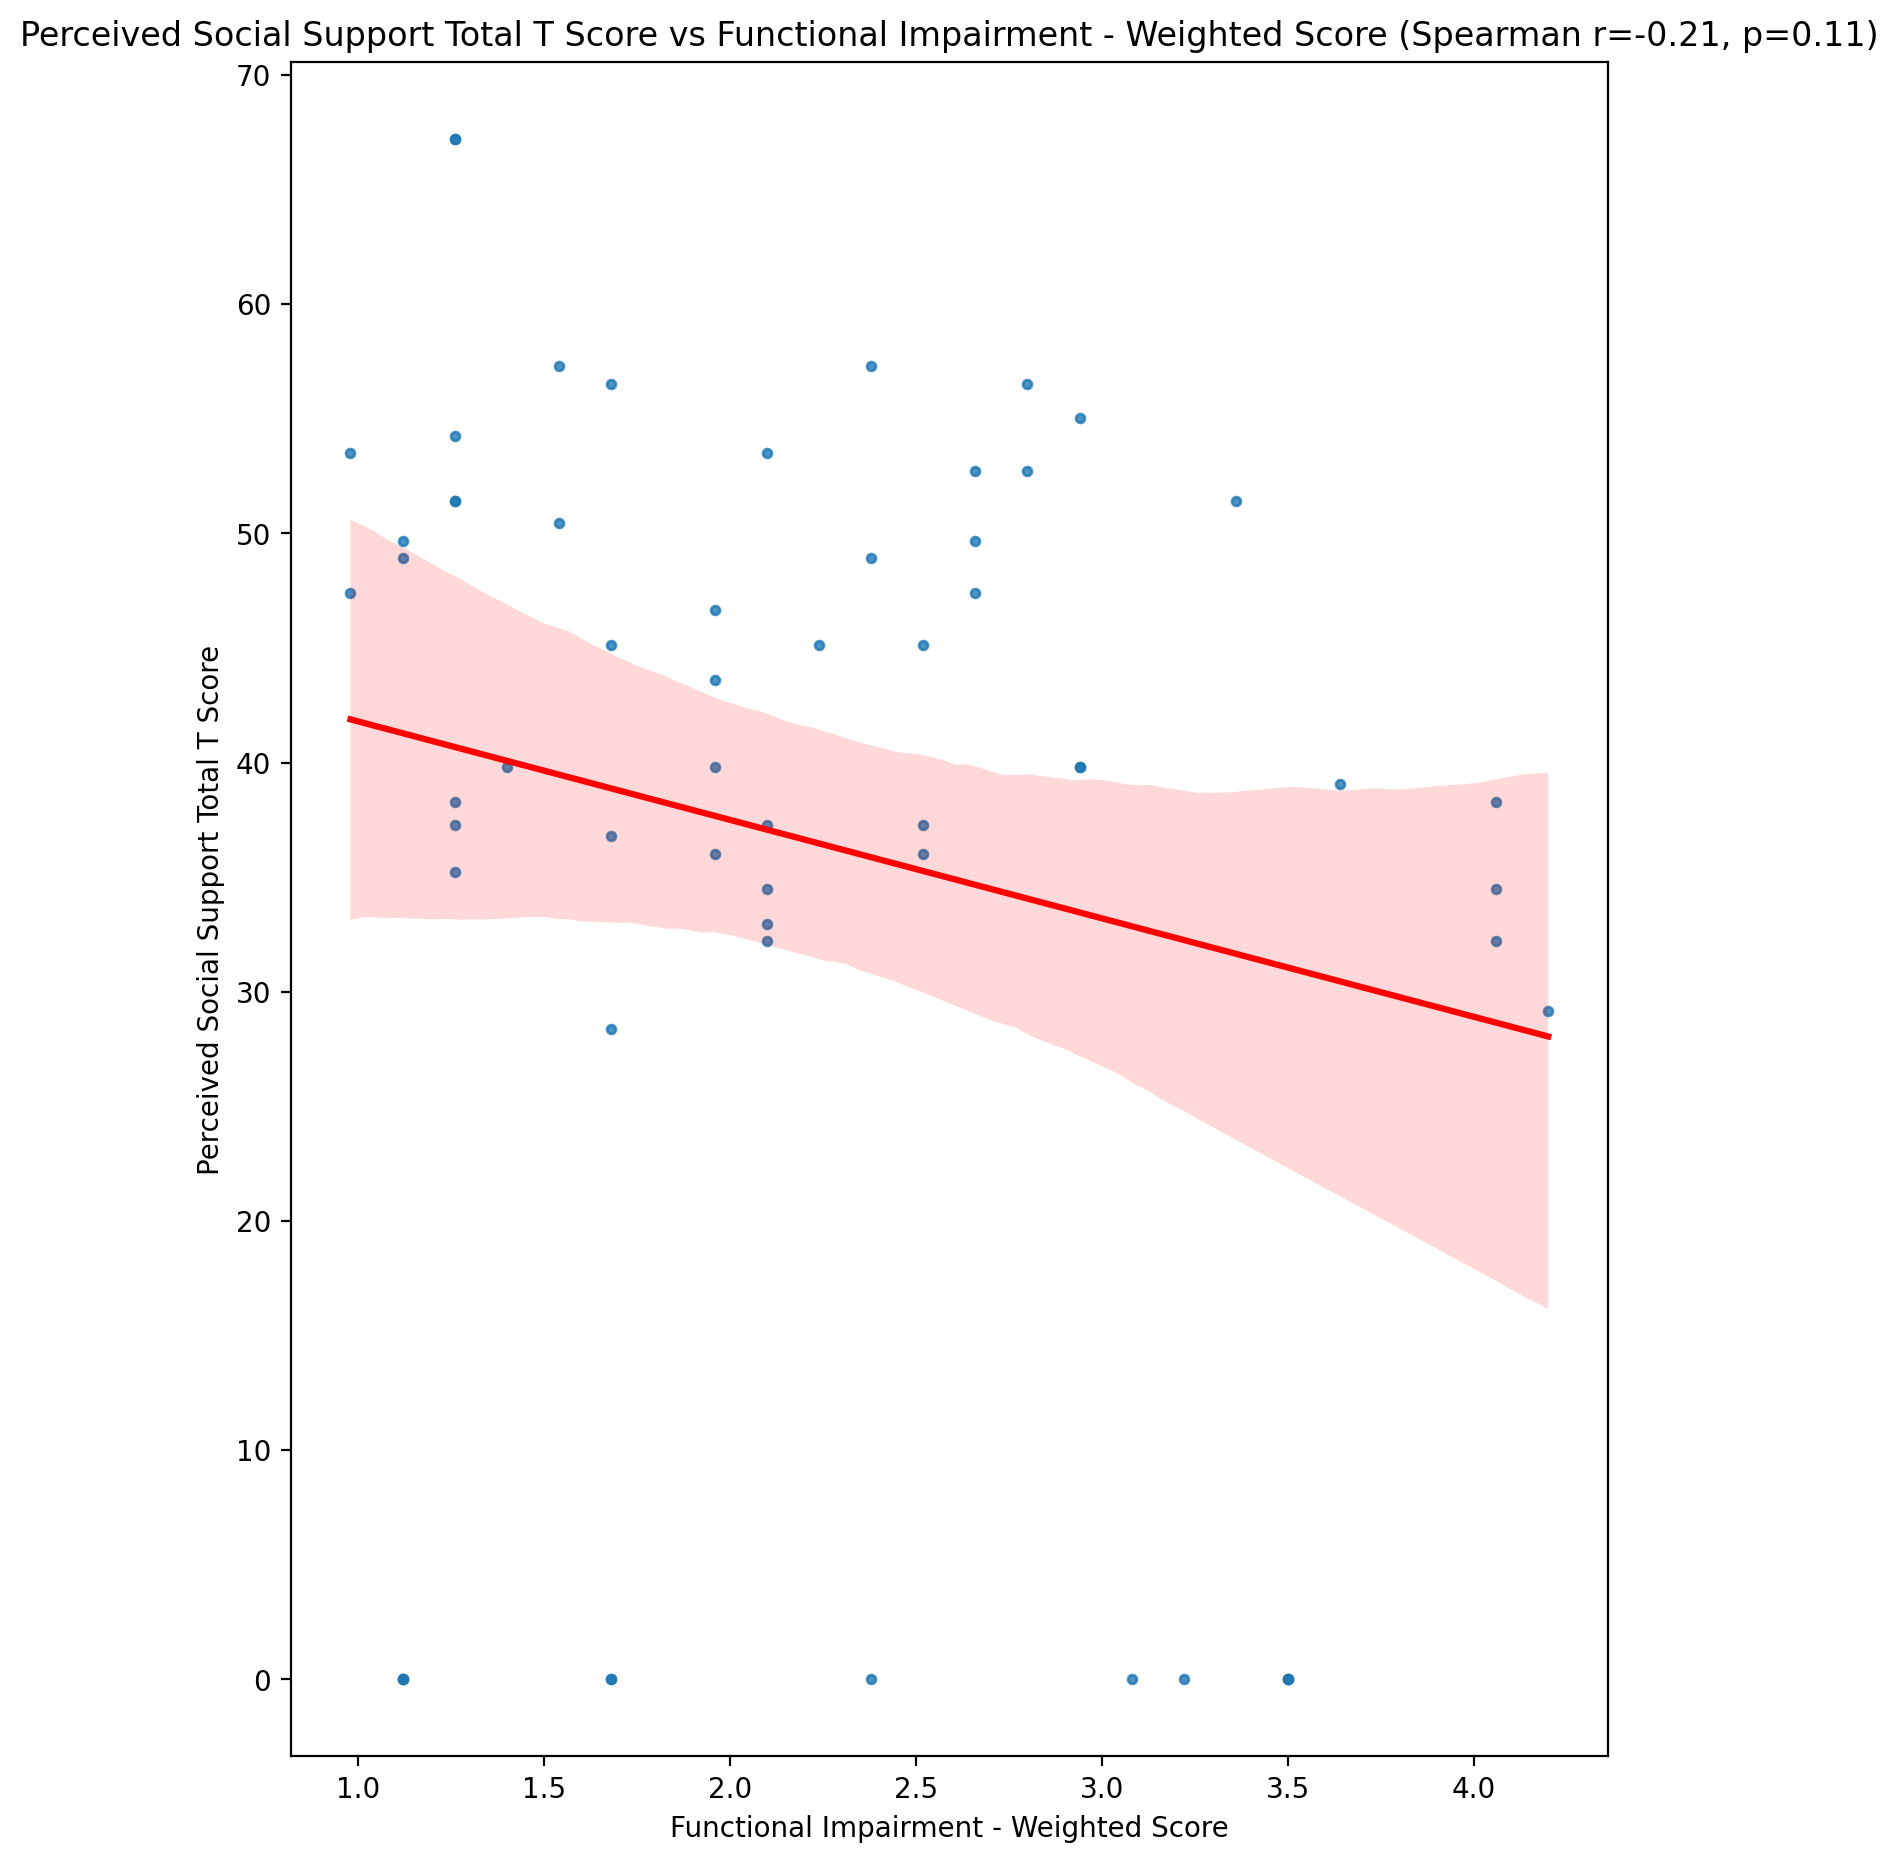 Perceived Social Support Total T Score vs Functional Impairment - Weighted Score (Spearman r=-0.21, p=0.11)
70
60
50
40
30
20
10
0
Perceived Social Support Total T Score
1.0 1.5 2.0 2.5 3.0 3.5 4.0
Functional Impairment - Weighted Score